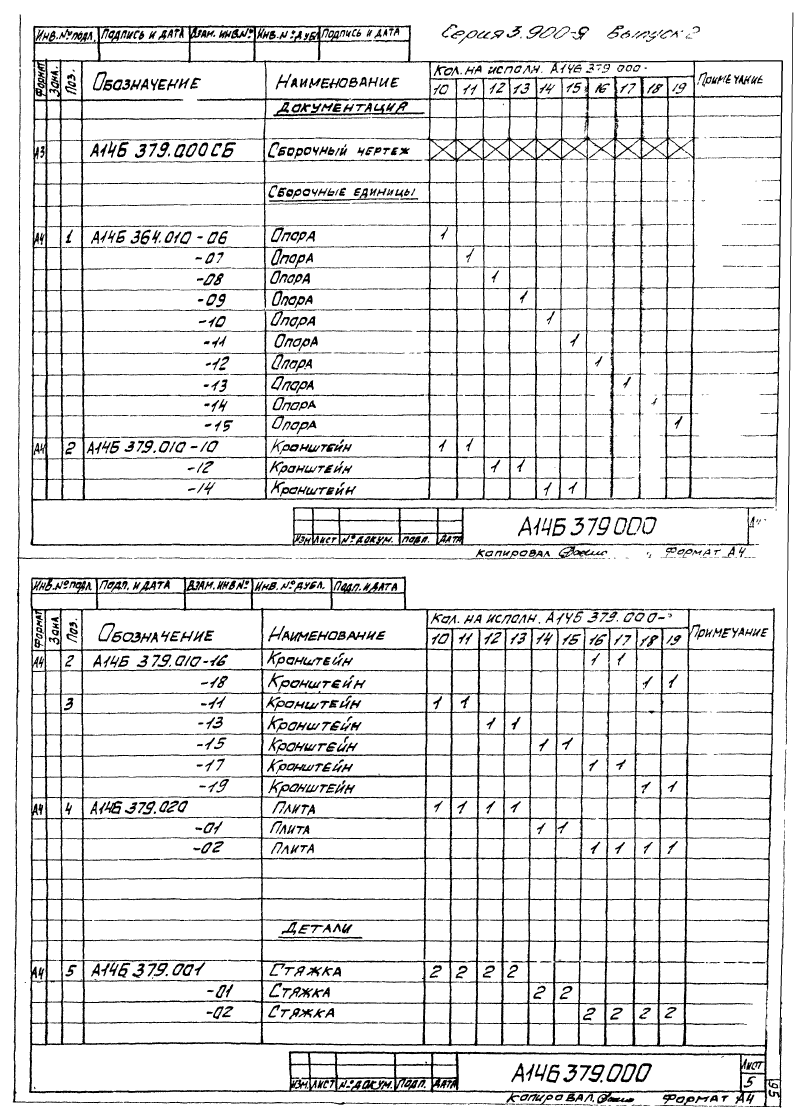 Серия 3.900-9 Выпуск 2
Инв.№подл. Подпись и дата Взам. инв.№ Инв.№дубл Подпись и дата
Формат Зона. Поз. Обозначение Наименование Кол. на исполн. А14Б 379 000- Примечание
10 11 12 13 14 15 16 17 18 19
Документация
А3 А14Б 379.000СБ Сборочный чертеж
Сборочные единицы
А4 1 А14Б 364.010-06 Опора 1
-07 Опора 1
-08 Опора 1
-09 Опора 1
-10 Опора 1
-11 Опора 1
-12 Опора 1
-13 Опора 1
-14 Опора 1
-15 Опора 1
А4 2 А14Б 379.010-10 Кронштейн 1 1
-12 Кронштейн 1 1
-14 Кронштейн 1 1
А14Б 379 000
Изм Лист № докум. Подп. Дата
Копировал Формат А4
Инв.№подл Подп. и дата Взам. инв№ Инв.№дубл. Подп. и дата
Формат Зона Поз. Обозначение Наименование Кол. на исполн. А14Б 379.000- Примечание
10 11 12 13 14 15 16 17 18 19
А4 2 А14Б 379.010-16 Кронштейн 1 1
-18 Кронштейн 1 1
3 -11 Кронштейн 1 1
-13 Кронштейн 1 1
-15 Кронштейн 1 1
-17 Кронштейн 1 1
-19 Кронштейн 1 1
А4 4 А14Б 379.020 Плита 1 1 1 1
-01 Плита 1 1
-02 Плита 1 1 1 1
Детали
А4 5 А14Б 379.001 Стяжка 2 2 2 2
-01 Стяжка 2 2
-02 Стяжка 2 2 2 2
А14Б 379.000 Лист
5
Изм. Лист № докум. Подп. Дата
Копировал. Формат А4